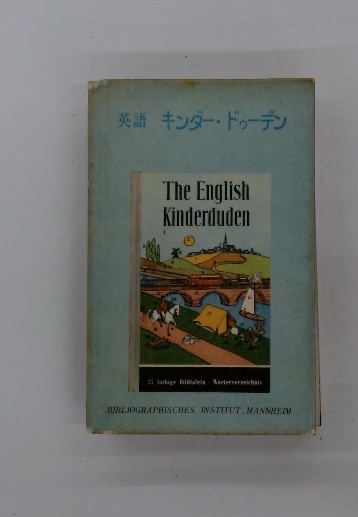 英語 キンダー・ドゥーデン
The English
Kinderduden
25 farbige Bildtafeln · Wörterverzeichnis
BIBLIOGRAPHISCHES INSTITUT, MANNHEIM